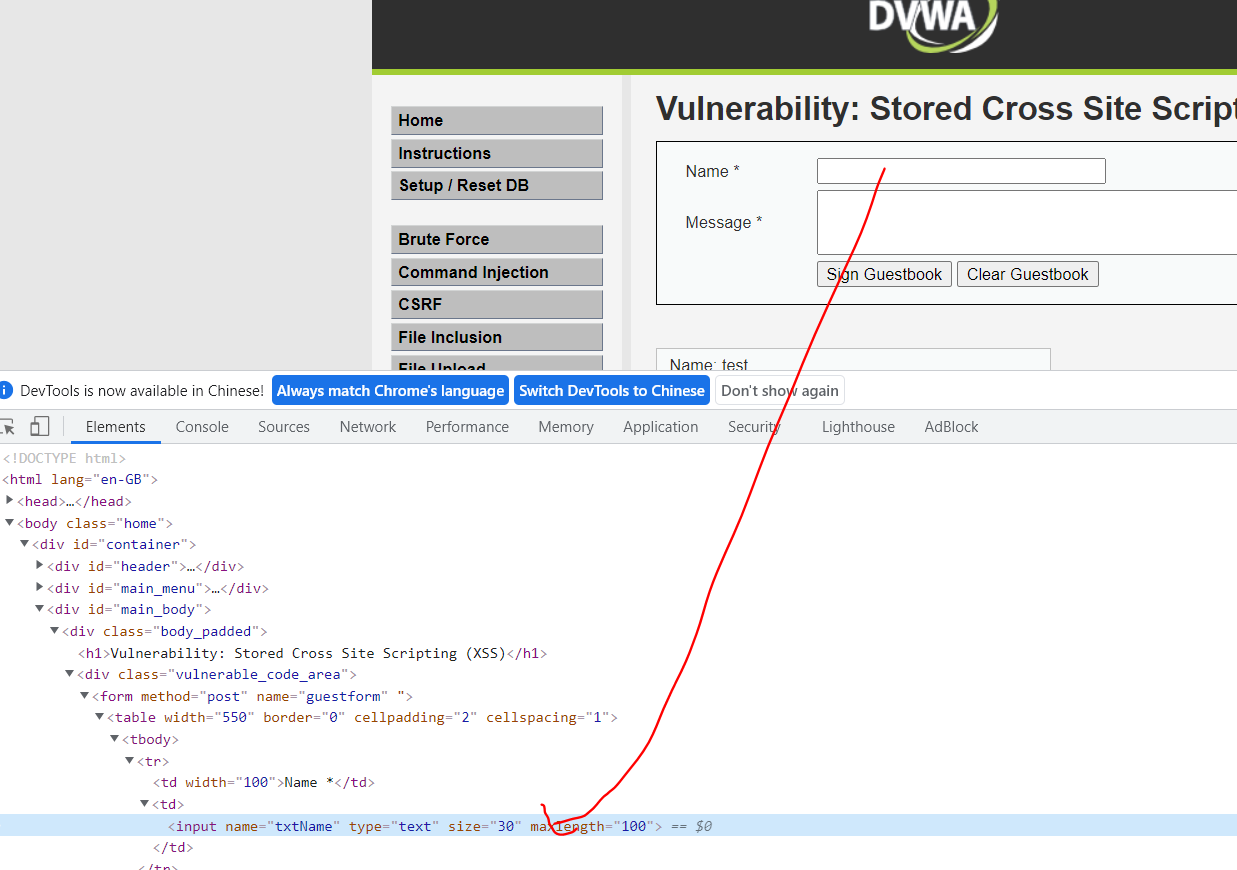 DVWA
Vulnerability: Stored Cross Site Script
Home
Instructions
Setup / Reset DB
Brute Force
Command Injection
CSRF
File Inclusion
File Upload
Name *
Message *
Sign Guestbook Clear Guestbook
Name: test
DevTools is now available in Chinese! Always match Chrome's language Switch DevTools to Chinese Don't show again
Elements Console Sources Network Performance Memory Application Security Lighthouse AdBlock
<!DOCTYPE html>
<html lang="en-GB">
<head>…</head>
<body class="home">
<div id="container">
<div id="header">…</div>
<div id="main_menu">…</div>
<div id="main_body">
<div class="body_padded">
<h1>Vulnerability: Stored Cross Site Scripting (XSS)</h1>
<div class="vulnerable_code_area">
<form method="post" name="guestform" ">
<table width="550" border="0" cellpadding="2" cellspacing="1">
<tbody>
<tr>
<td width="100">Name *</td>
<td>
<input name="txtName" type="text" size="30" maxlength="100"> == $0
</td>
</tr>